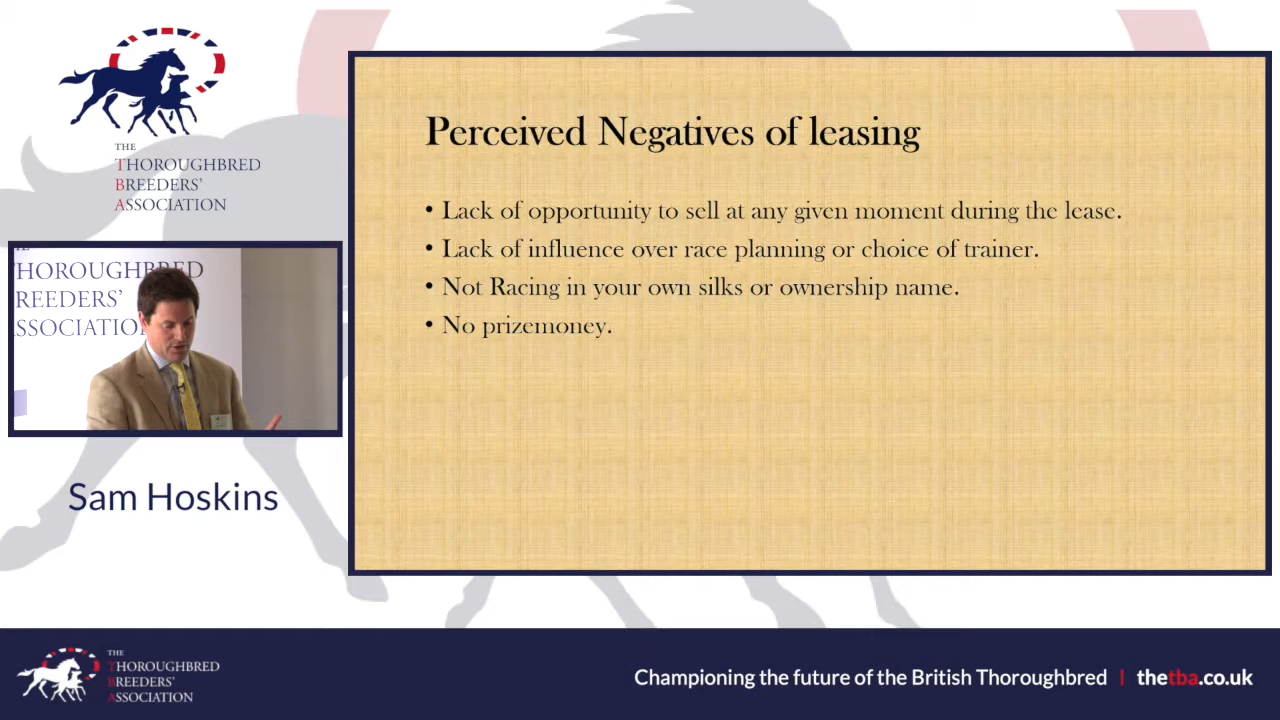 THE
THOROUGHBRED
BREEDERS'
ASSOCIATION
HOROUGHBRED
REEDERS'
SSOCIATIO
Sam Hoskins
Perceived Negatives of leasing
• Lack of opportunity to sell at any given moment during the lease.
• Lack of influence over race planning or choice of trainer.
• Not Racing in your own silks or ownership name.
• No prizemoney.
THE
THOROUGHBRED
BREEDERS'
ASSOCIATION
Championing the future of the British Thoroughbred | thetba.co.uk